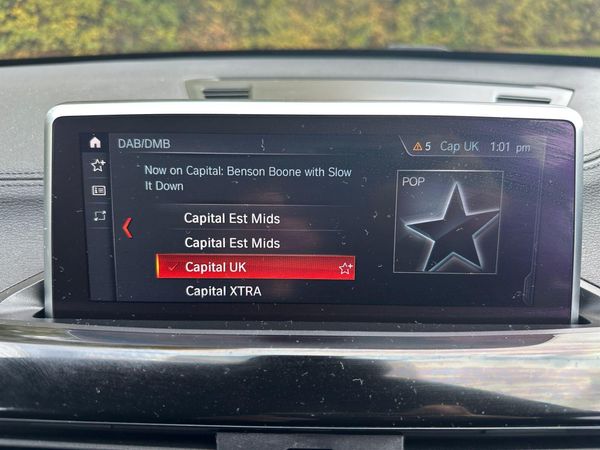 DAB/DMB
5 Cap UK 1:01 pm
Now on Capital: Benson Boone with Slow
It Down
POP
Capital Est Mids
Capital Est Mids
Capital UK
Capital XTRA